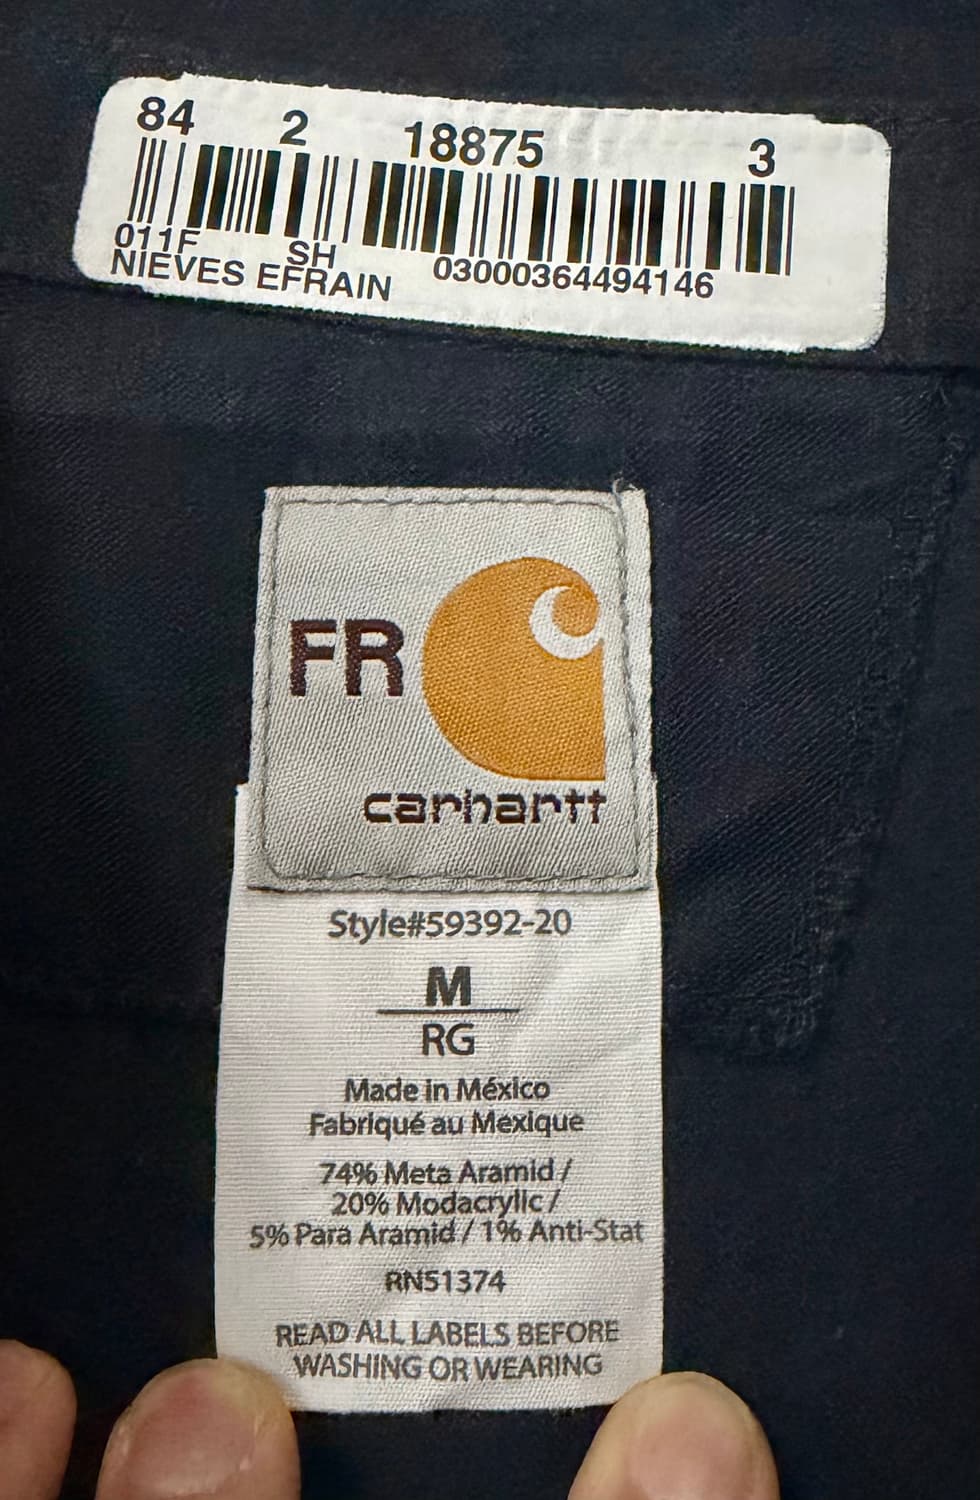 84 2 18875 3
011F SH 03000364494146
NIEVES EFRAIN
FR
carhartt
Style#59392-20
M
RG
Made in México
Fabriqué au Mexique
74% Meta Aramid /
20% Modacrylic /
5% Para Aramid / 1% Anti-Stat
RN51374
READ ALL LABELS BEFORE
WASHING OR WEARING